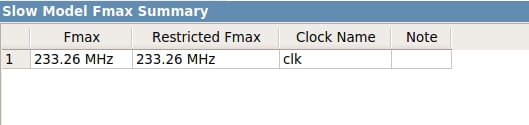 Slow Model Fmax Summary
Fmax Restricted Fmax Clock Name Note
1 233.26 MHz 233.26 MHz clk